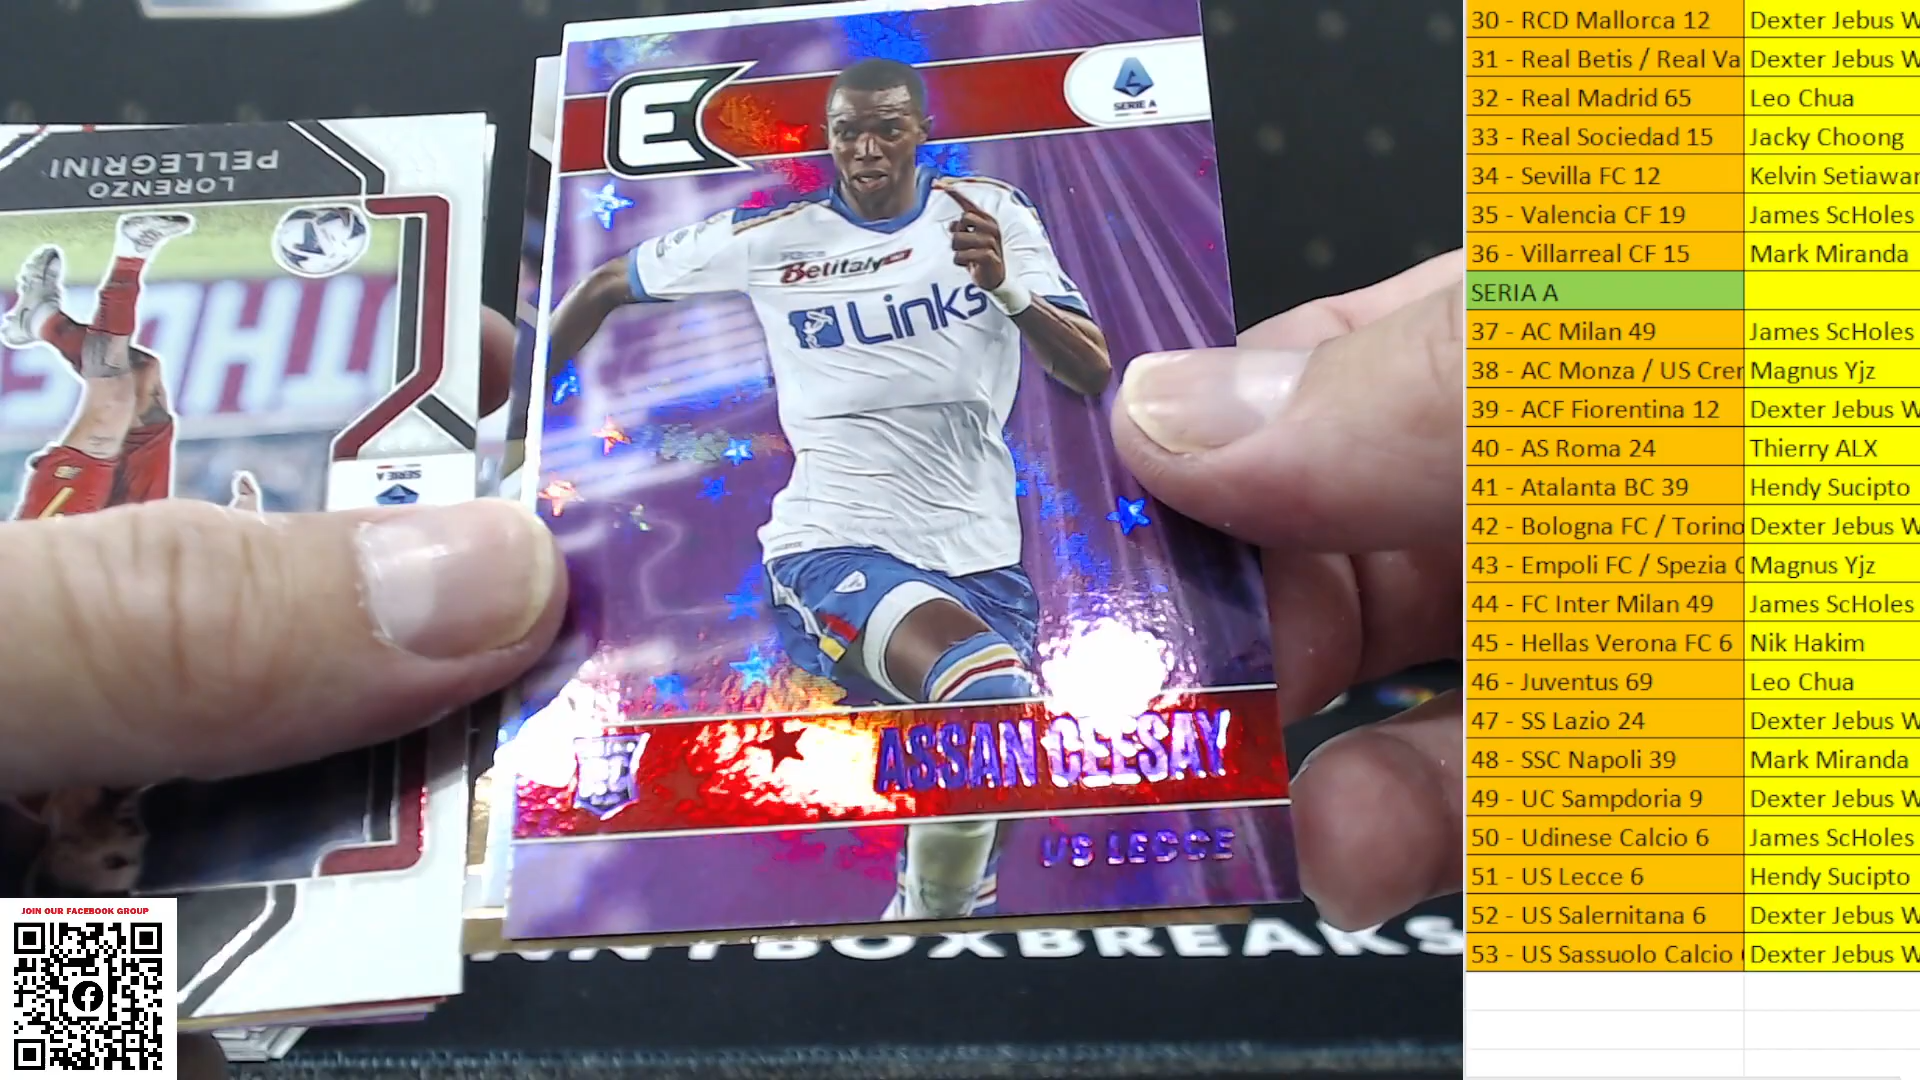 LORENZO
PELLEGRINI
SERIE A
E
SERIE A
Betitaly
Links
ASSAN CEESAY
US LECCE
BOXBREAKS
JOIN OUR FACEBOOK GROUP
30 - RCD Mallorca 12 Dexter Jebus W
31 - Real Betis / Real Va Dexter Jebus W
32 - Real Madrid 65 Leo Chua
33 - Real Sociedad 15 Jacky Choong
34 - Sevilla FC 12 Kelvin Setiawan
35 - Valencia CF 19 James ScHoles
36 - Villarreal CF 15 Mark Miranda
SERIA A
37 - AC Milan 49 James ScHoles
38 - AC Monza / US Crem Magnus Yjz
39 - ACF Fiorentina 12 Dexter Jebus W
40 - AS Roma 24 Thierry ALX
41 - Atalanta BC 39 Hendy Sucipto
42 - Bologna FC / Torino Dexter Jebus W
43 - Empoli FC / Spezia C Magnus Yjz
44 - FC Inter Milan 49 James ScHoles
45 - Hellas Verona FC 6 Nik Hakim
46 - Juventus 69 Leo Chua
47 - SS Lazio 24 Dexter Jebus W
48 - SSC Napoli 39 Mark Miranda
49 - UC Sampdoria 9 Dexter Jebus W
50 - Udinese Calcio 6 James ScHoles
51 - US Lecce 6 Hendy Sucipto
52 - US Salernitana 6 Dexter Jebus W
53 - US Sassuolo Calcio Dexter Jebus W